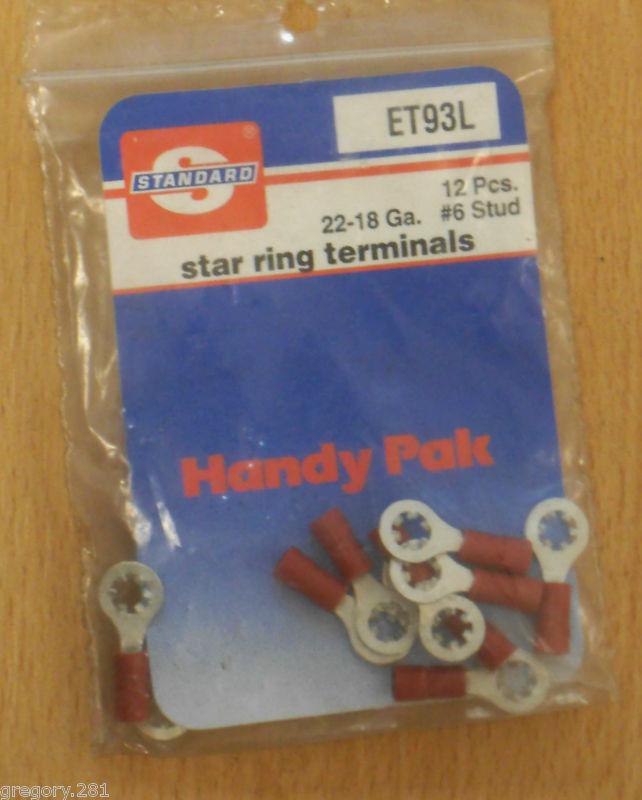 ET93L
®
STANDARD
12 Pcs.
22-18 Ga. #6 Stud
star ring terminals
Handy Pak
gregory.281